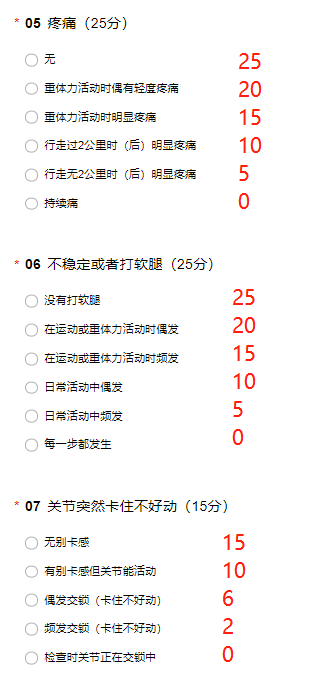 * 05 疼痛（25分）
无 25
重体力活动时偶有轻度疼痛 20
重体力活动时明显疼痛 15
行走过2公里时（后）明显疼痛 10
行走无2公里时（后）明显疼痛 5
持续痛 0
* 06 不稳定或者打软腿（25分）
没有打软腿 25
在运动或重体力活动时偶发 20
在运动或重体力活动时频发 15
日常活动中偶发 10
日常活动中频发 5
每一步都发生 0
* 07 关节突然卡住不好动（15分）
无别卡感 15
有别卡感但关节能活动 10
偶发交锁（卡住不好动） 6
频发交锁（卡住不好动） 2
检查时关节正在交锁中 0